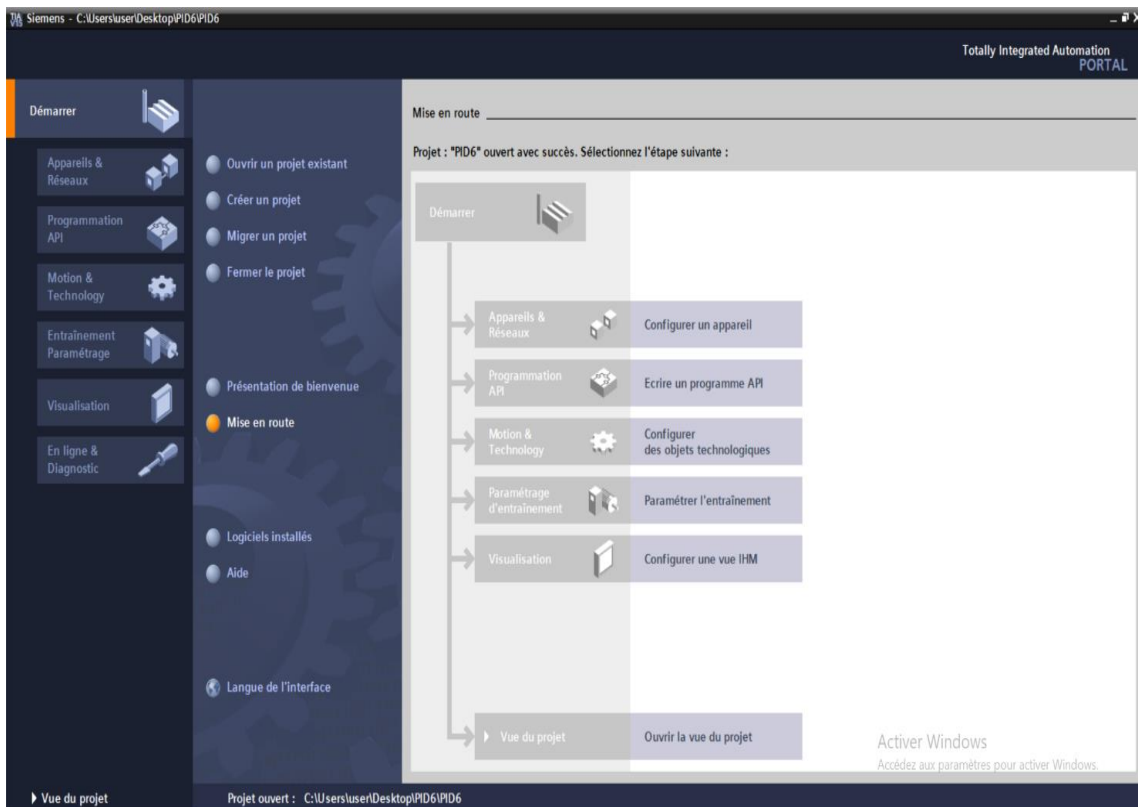 Siemens - C:\Users\user\Desktop\PID6\PID6
Totally Integrated Automation
PORTAL
Démarrer
Appareils &
Réseaux
Programmation
API
Motion &
Technology
Entraînement
Paramétrage
Visualisation
En ligne &
Diagnostic
Ouvrir un projet existant
Créer un projet
Migrer un projet
Fermer le projet
Présentation de bienvenue
Mise en route
Logiciels installés
Aide
Langue de l'interface
Mise en route
Projet : "PID6" ouvert avec succès. Sélectionnez l'étape suivante :
Démarrer
Appareils &
Réseaux
Configurer un appareil
Programmation
API
Ecrire un programme API
Motion &
Technology
Configurer
des objets technologiques
Paramétrage
d'entraînement
Paramétrer l'entraînement
Visualisation
Configurer une vue IHM
Vue du projet
Ouvrir la vue du projet
Activer Windows
Accédez aux paramètres pour activer Windows.
Vue du projet
Projet ouvert : C:\Users\user\Desktop\PID6\PID6